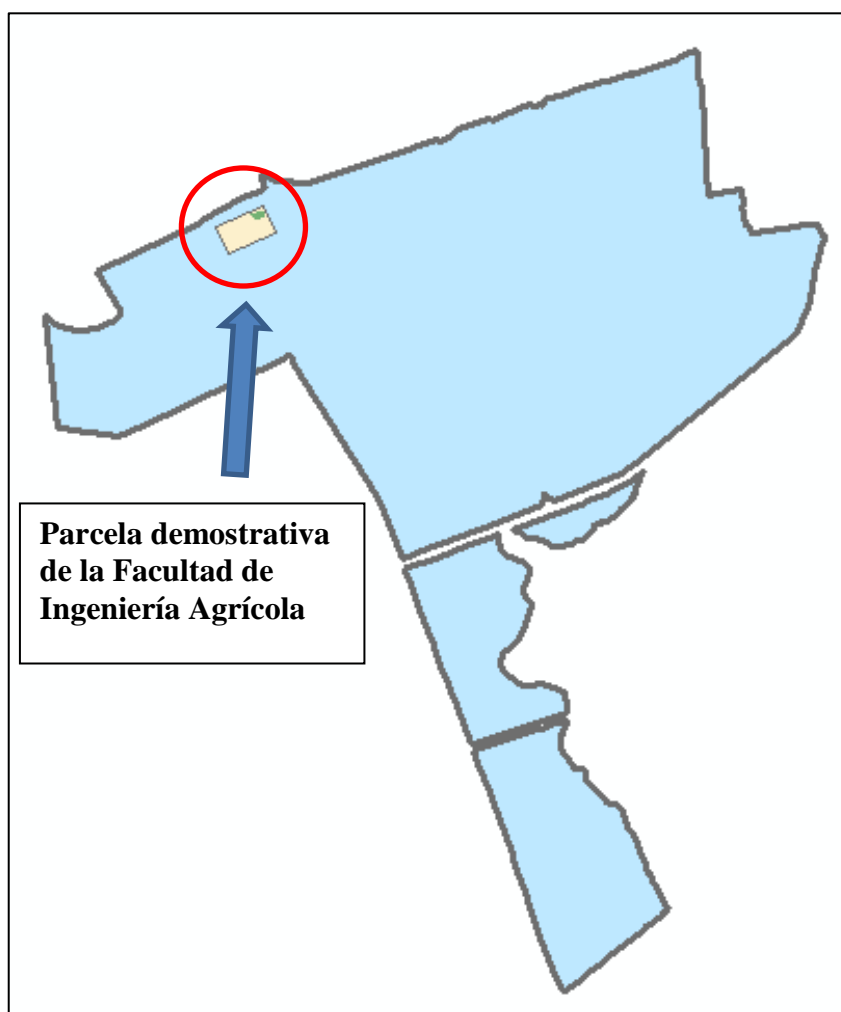 Parcela demostrativa
de la Facultad de
Ingeniería Agrícola